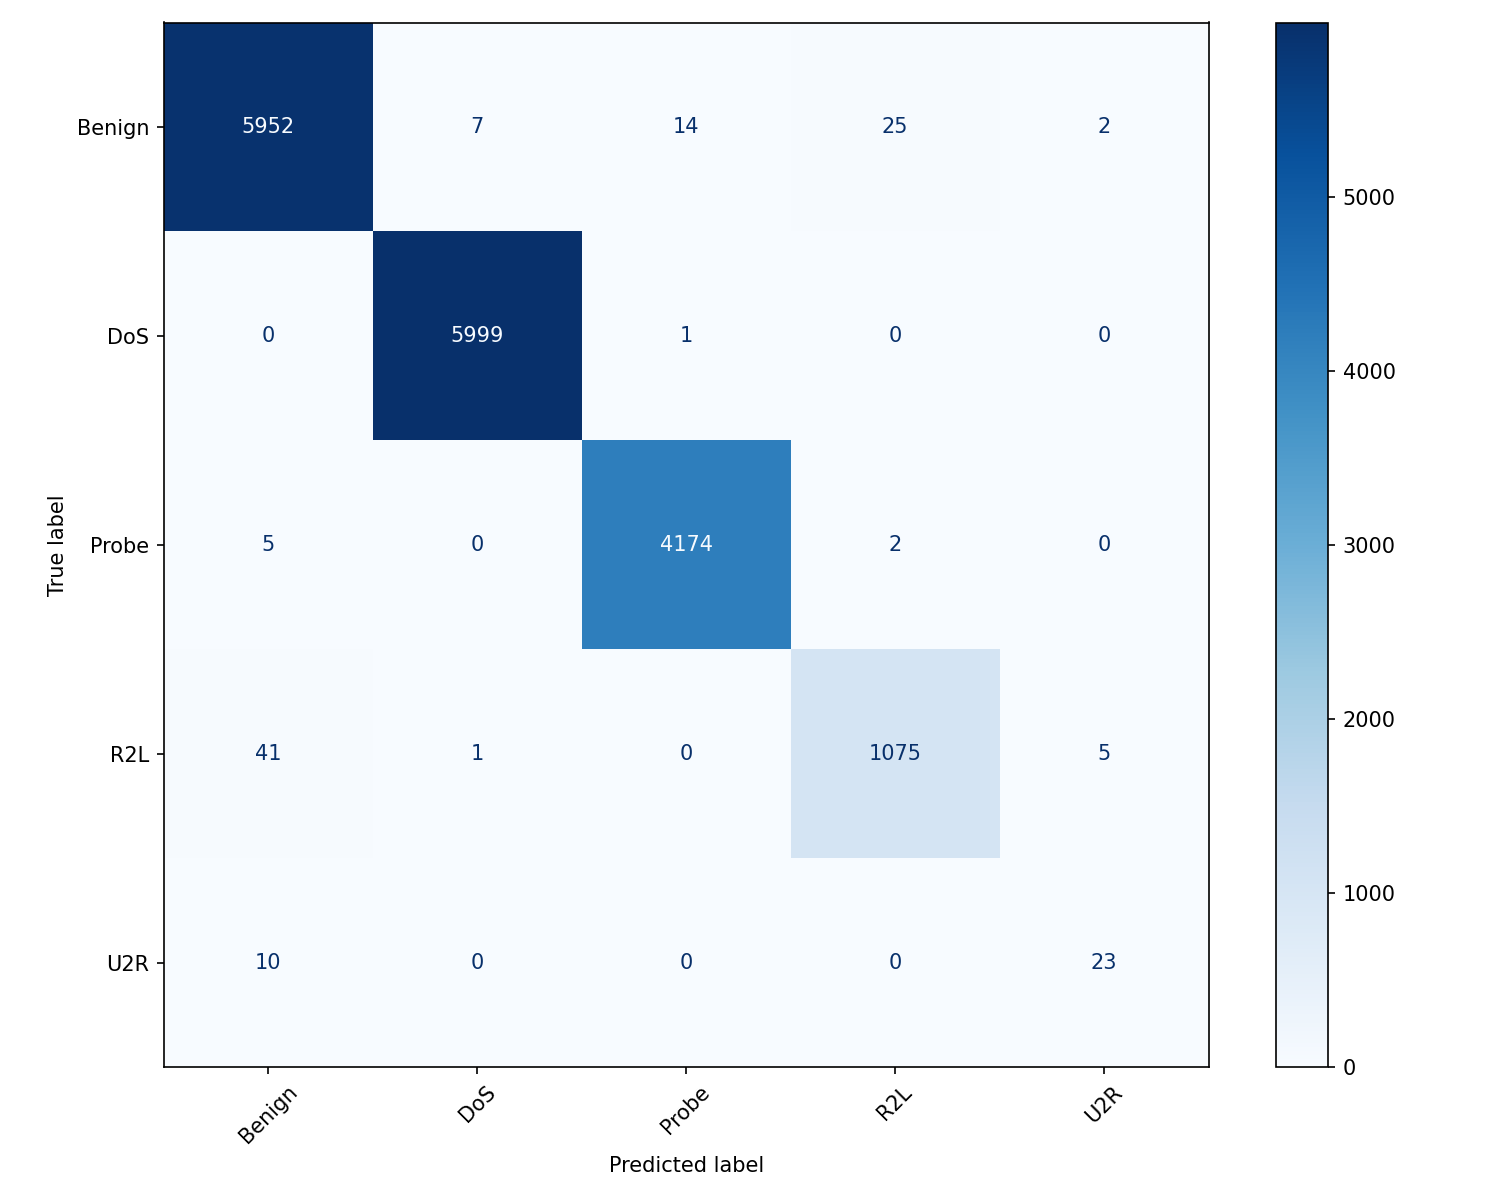 Benign 5952 7 14 25 2
DoS 0 5999 1 0 0
Probe 5 0 4174 2 0
R2L 41 1 0 1075 5
U2R 10 0 0 0 23
Benign DoS Probe R2L U2R
Predicted label
True label
5000
4000
3000
2000
1000
0